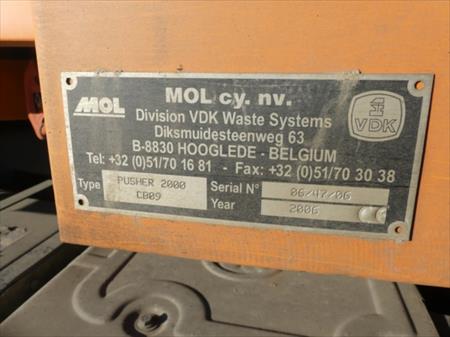 MOL
MOL cy. nv.
Division VDK Waste Systems
Diksmuidesteenweg 63
B-8830 HOOGLEDE - BELGIUM
Tel: +32 (0)51/70 16 81 - Fax: +32 (0)51/70 30 38
VDK
Type PUSHER 2000 Serial N° 06/47/06
CB09 Year 2006